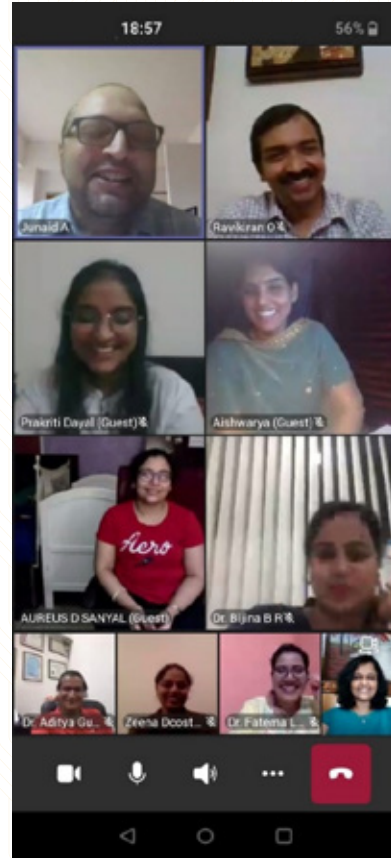 18:57 56%
Junaid A
Ravikiran O
Prakriti Dayal (Guest)
Aishwarya (Guest)
Aero
AUREUS D SANYAL (Guest)
Dr. Bijina B R
Dr. Aditya Gu...
Zeena Dcost...
Dr. Fatema L...